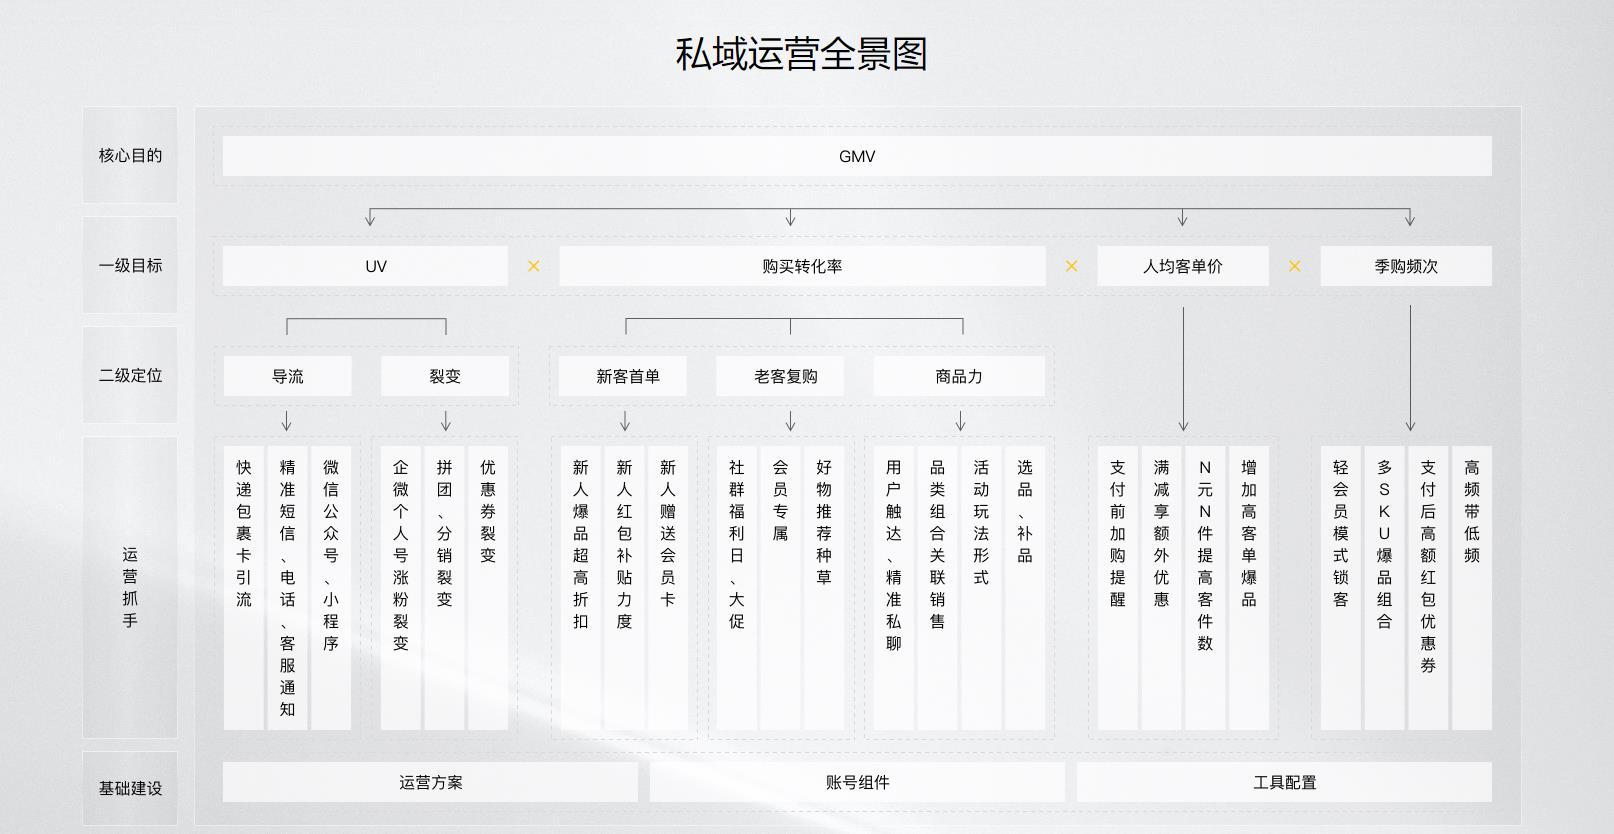 私域运营全景图
核心目的
GMV
一级目标
UV
×
购买转化率
×
人均客单价
×
季购频次
二级定位
导流
裂变
新客首单
老客复购
商品力
运营抓手
快递包裹卡引流
精准短信、电话、客服通知
微信公众号、小程序
企微个人号涨粉裂变
拼团、分销裂变
优惠券裂变
新人爆品超高折扣
新人红包补贴力度
新人赠送会员卡
社群福利日、大促
会员专属
好物推荐种草
用户触达、精准私聊
品类组合关联销售
活动玩法形式
选品、补品
支付前加购提醒
满减享额外优惠
N元N件提高客件数
增加高客单爆品
轻会员模式锁客
多SKU爆品组合
支付后高额红包优惠券
高频带低频
基础建设
运营方案
账号组件
工具配置